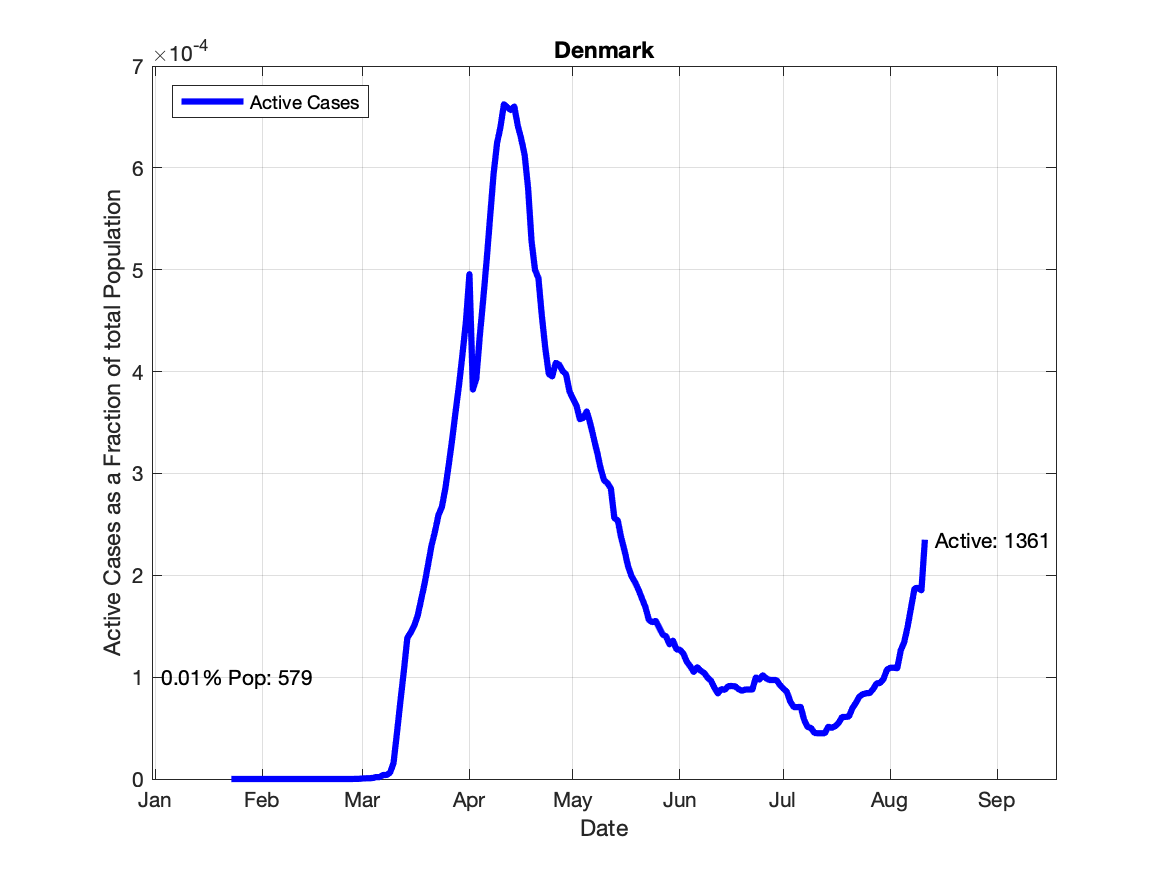 Denmark
×10-4
Active Cases
7
6
5
4
3
2
1
0
Active Cases as a Fraction of total Population
0.01% Pop: 579
Active: 1361
Jan Feb Mar Apr May Jun Jul Aug Sep
Date